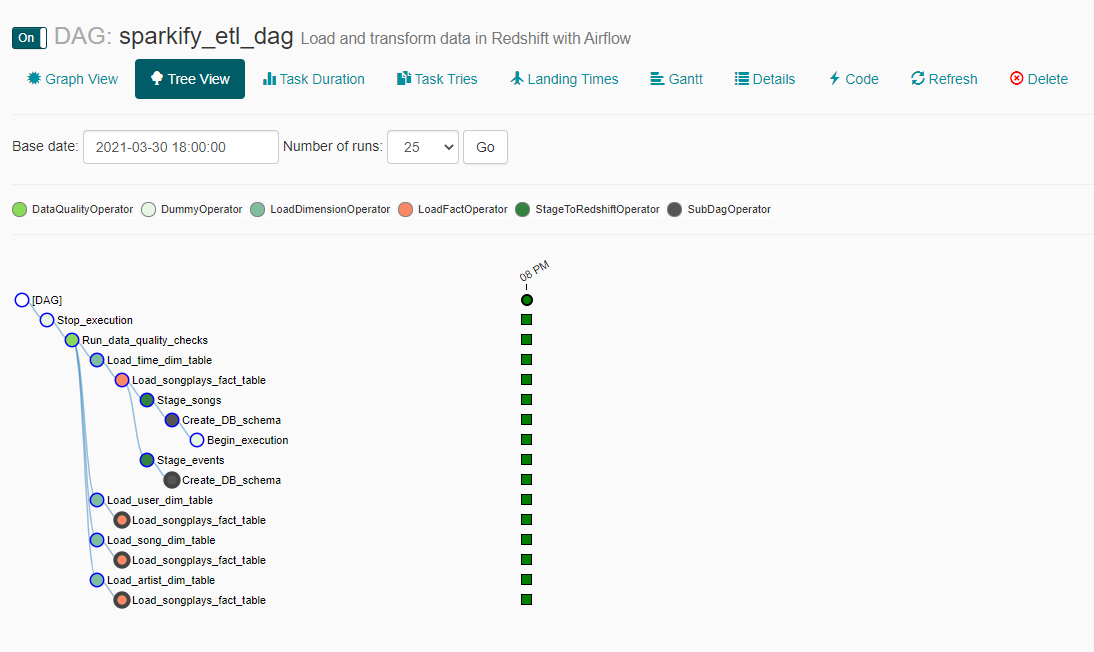 On DAG: sparkify_etl_dag Load and transform data in Redshift with Airflow
Graph View Tree View Task Duration Task Tries Landing Times Gantt Details Code Refresh Delete
Base date: 2021-03-30 18:00:00 Number of runs: 25 Go
DataQualityOperator DummyOperator LoadDimensionOperator LoadFactOperator StageToRedshiftOperator SubDagOperator
08 PM
[DAG]
Stop_execution
Run_data_quality_checks
Load_time_dim_table
Load_songplays_fact_table
Stage_songs
Create_DB_schema
Begin_execution
Stage_events
Create_DB_schema
Load_user_dim_table
Load_songplays_fact_table
Load_song_dim_table
Load_songplays_fact_table
Load_artist_dim_table
Load_songplays_fact_table